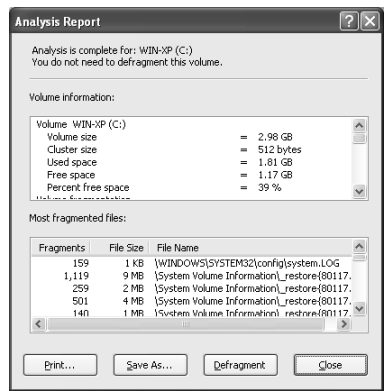 Analysis Report
Analysis is complete for: WIN-XP (C:)
You do not need to defragment this volume.
Volume information:
Volume WIN-XP (C:)
Volume size = 2.98 GB
Cluster size = 512 bytes
Used space = 1.81 GB
Free space = 1.17 GB
Percent free space = 39 %
Volume fragmentation
Most fragmented files:
Fragments File Size File Name
159 1 KB \WINDOWS\SYSTEM32\config\system.LOG
1,119 9 MB \System Volume Information\_restore{80117.
259 2 MB \System Volume Information\_restore{80117.
501 4 MB \System Volume Information\_restore{80117.
140 1 MB \System Volume Information\_restore{80117.
Print... Save As... Defragment Close